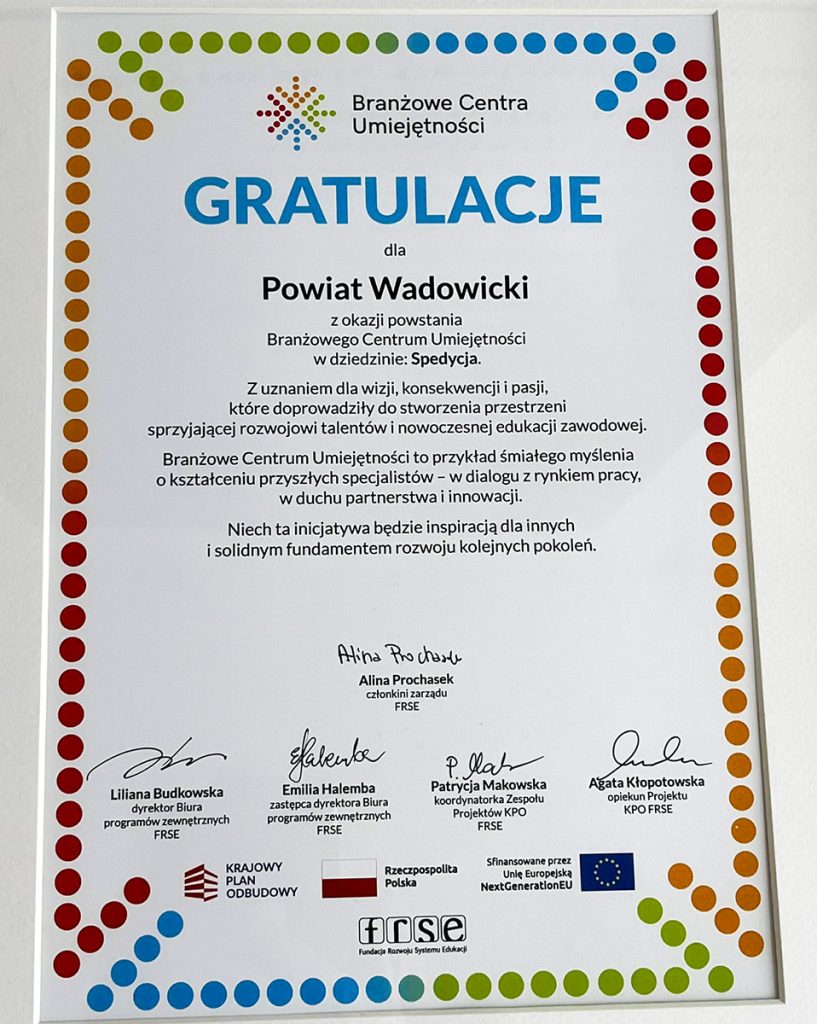 Branżowe Centra
Umiejętności
GRATULACJE
dla
Powiat Wadowicki
z okazji powstania
Branżowego Centrum Umiejętności
w dziedzinie: Spedycja.
Z uznaniem dla wizji, konsekwencji i pasji,
które doprowadziły do stworzenia przestrzeni
sprzyjającej rozwojowi talentów i nowoczesnej edukacji zawodowej.
Branżowe Centrum Umiejętności to przykład śmiałego myślenia
o kształceniu przyszłych specjalistów – w dialogu z rynkiem pracy,
w duchu partnerstwa i innowacji.
Niech ta inicjatywa będzie inspiracją dla innych
i solidnym fundamentem rozwoju kolejnych pokoleń.
Alina Prochasek
Alina Prochasek
członkini zarządu
FRSE
Liliana Budkowska
dyrektor Biura
programów zewnętrznych
FRSE
EHalemba
Emilia Halemba
zastępca dyrektora Biura
programów zewnętrznych
FRSE
Patrycja Makowska
koordynatorka Zespołu
Projektów KPO
FRSE
Agata Kłopotowska
opiekun Projektu
KPO FRSE
KRAJOWY
PLAN
ODBUDOWY
Rzeczpospolita
Polska
Sfinansowane przez
Unię Europejską
NextGenerationEU
frse
Fundacja Rozwoju Systemu Edukacji